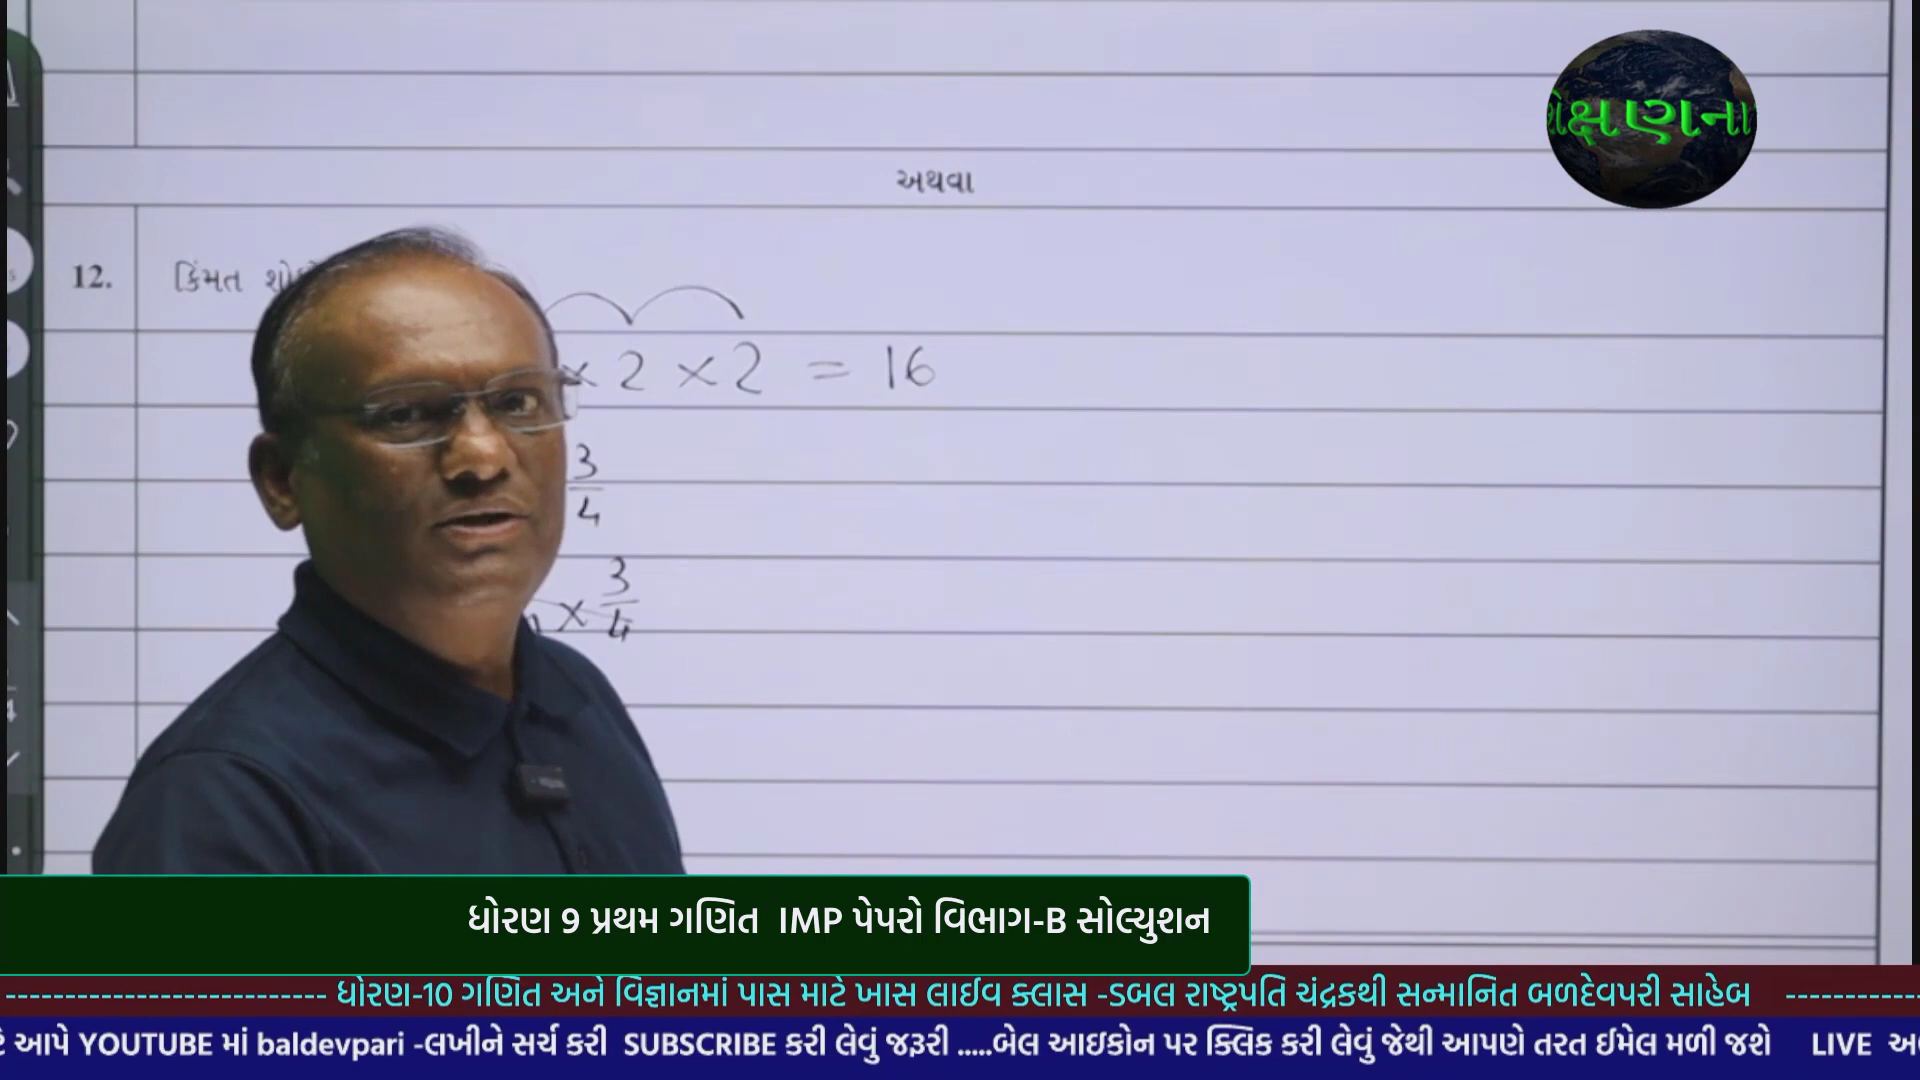 ક્ષણના
અથવા
12. કિંમત
× 2 × 2 = 16
3
4
× 3
4
ધોરણ 9 પ્રથમ ગણિત IMP પેપરો વિભાગ-B સોલ્યુશન
--------------------------- ધોરણ-10 ગણિત અને વિજ્ઞાનમાં પાસ માટે ખાસ લાઈવ ક્લાસ -ડબલ રાષ્ટ્રપતિ ચંદ્રકથી સન્માનિત બળદેવપરી સાહેબ -----------
આપે YOUTUBE માં baldevpari -લખીને સર્ચ કરી SUBSCRIBE કરી લેવું જરૂરી .....બેલ આઇકોન પર ક્લિક કરી લેવું જેથી આપણે તરત ઈમેલ મળી જશે LIVE